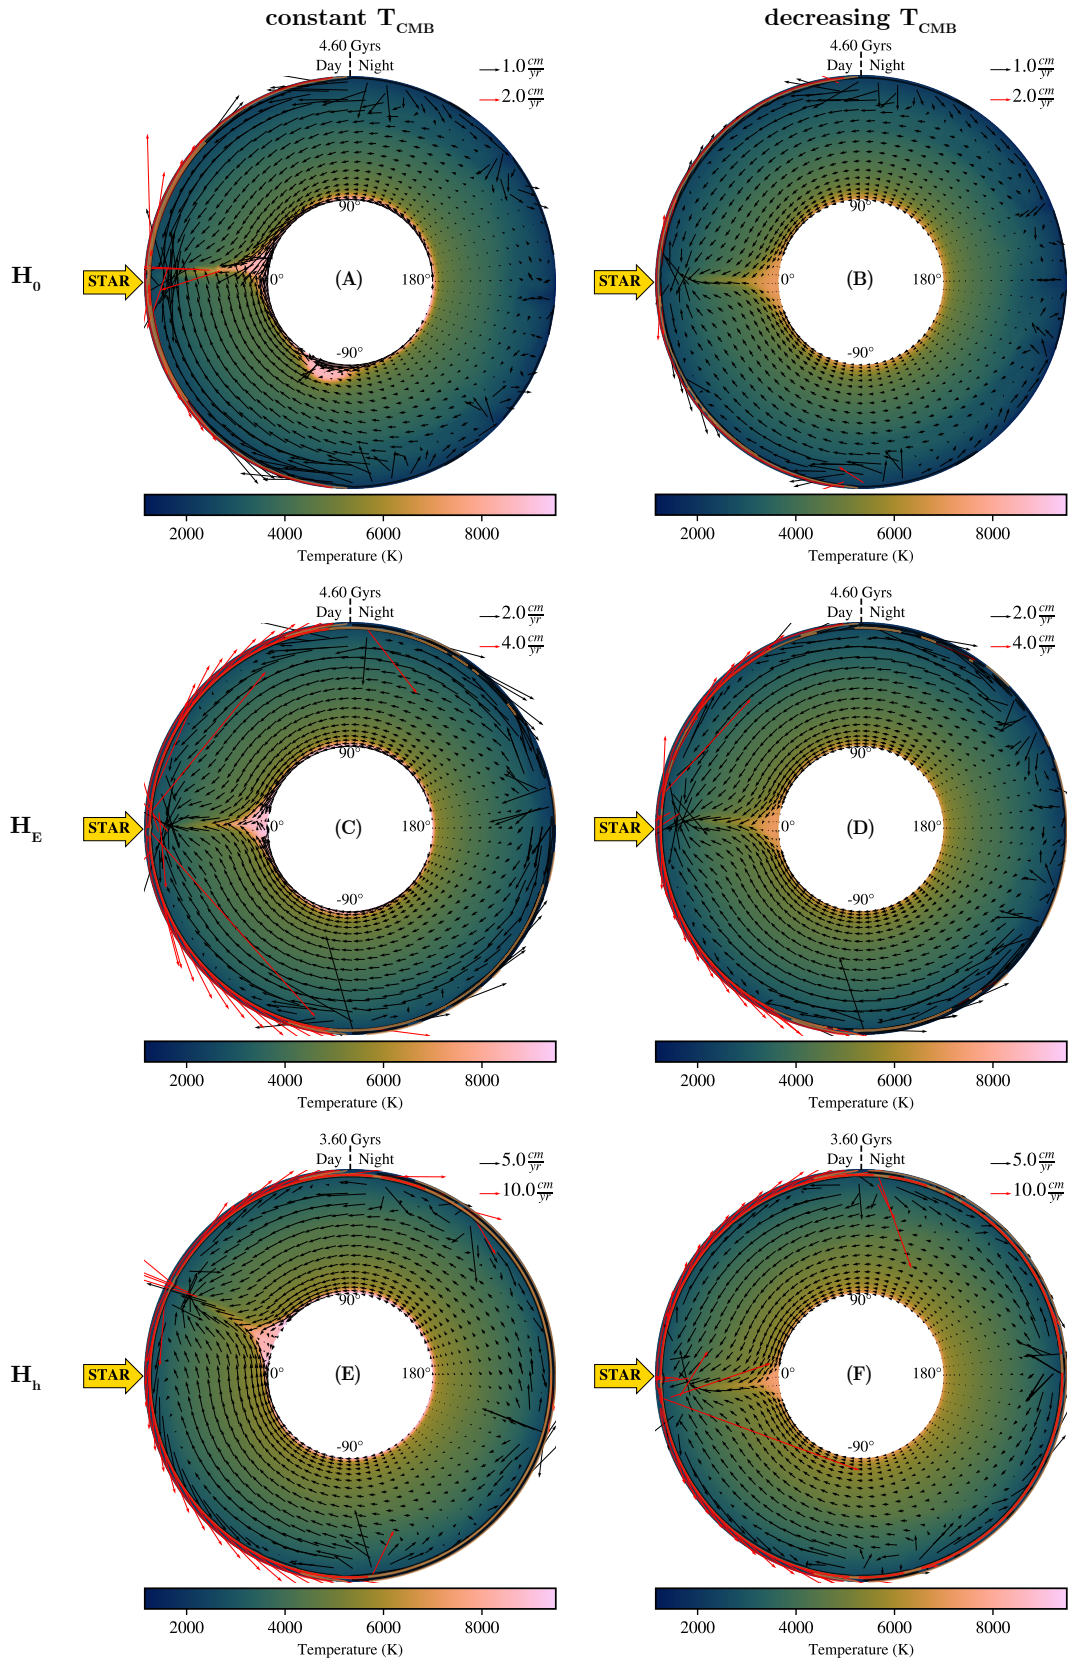 constant T_CMB decreasing T_CMB
4.60 Gyrs 4.60 Gyrs
Day Night 1.0 cm/yr Day Night 1.0 cm/yr
2.0 cm/yr 2.0 cm/yr
90° 90°
H_0 STAR 0° (A) 180° STAR 0° (B) 180°
-90° -90°
2000 4000 6000 8000 2000 4000 6000 8000
Temperature (K) Temperature (K)
4.60 Gyrs 4.60 Gyrs
Day Night 2.0 cm/yr Day Night 2.0 cm/yr
4.0 cm/yr 4.0 cm/yr
90° 90°
H_E STAR 0° (C) 180° STAR 0° (D) 180°
-90° -90°
2000 4000 6000 8000 2000 4000 6000 8000
Temperature (K) Temperature (K)
3.60 Gyrs 3.60 Gyrs
Day Night 5.0 cm/yr Day Night 5.0 cm/yr
10.0 cm/yr 10.0 cm/yr
90° 90°
H_h STAR 0° (E) 180° STAR 0° (F) 180°
-90° -90°
2000 4000 6000 8000 2000 4000 6000 8000
Temperature (K) Temperature (K)